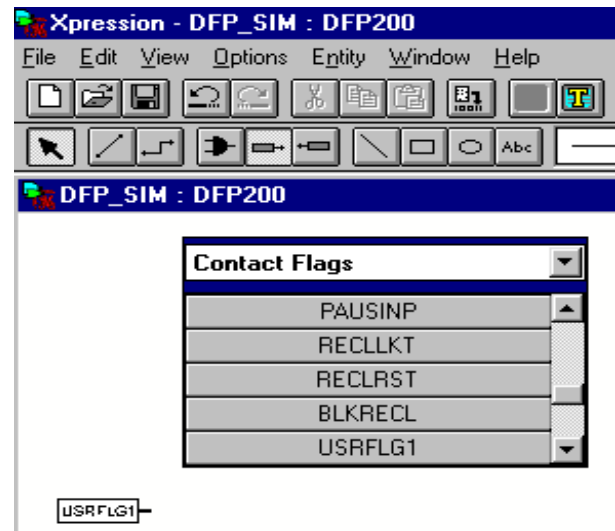 Xpression - DFP_SIM : DFP200
File Edit View Options Entity Window Help
T
Abc
DFP_SIM : DFP200
Contact Flags
PAUSINP
RECLLKT
RECLRST
BLKRECL
USRFLG1
USRFLG1